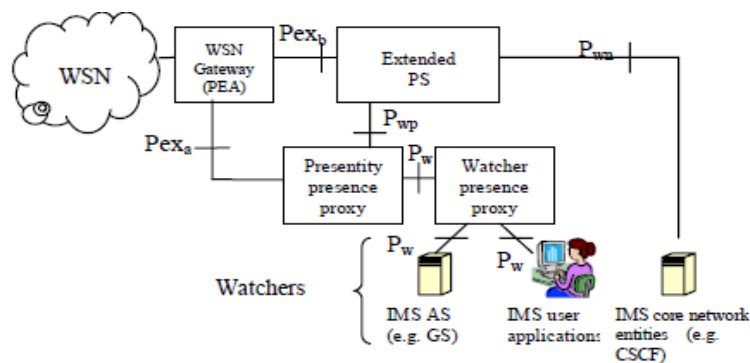 WSN
WSN
Gateway
(PEA)
Pex_b
Extended
PS
P_wn
Pex_a
P_wp
Presentity
presence
proxy
P_w
Watcher
presence
proxy
P_w
P_w
Watchers
IMS AS
(e.g. GS)
IMS user
applications
IMS core network
entities (e.g.
CSCF)